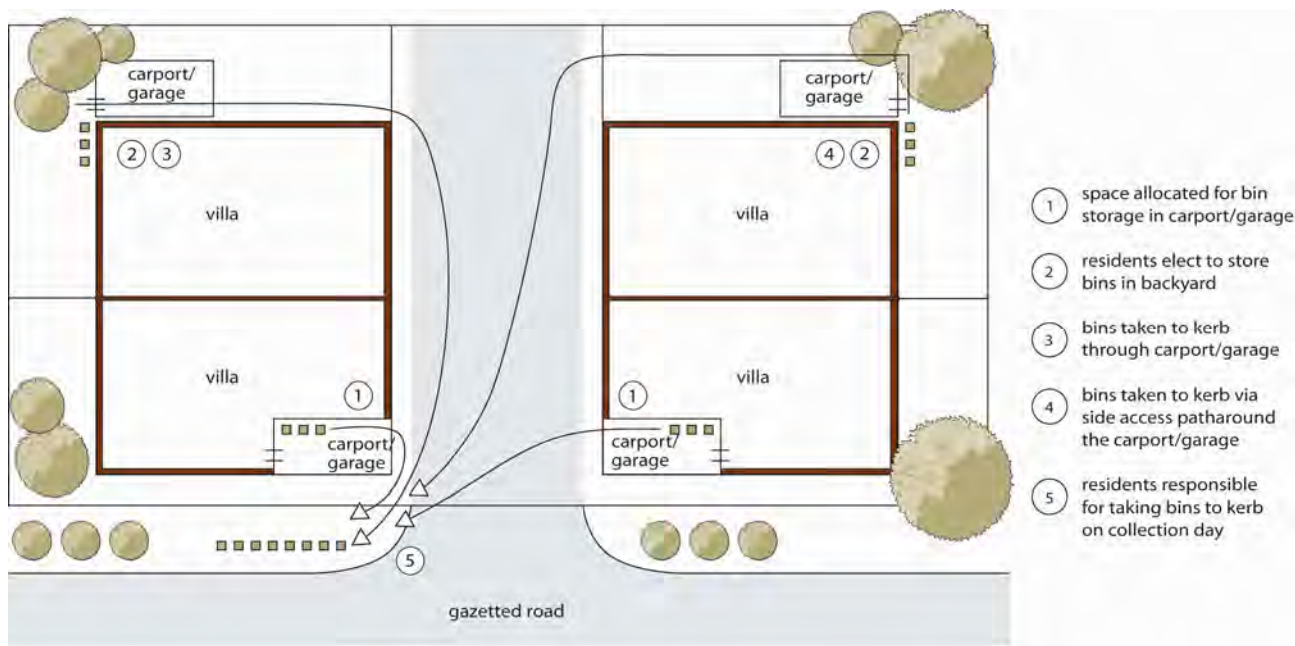 carport/
garage
carport/
garage
2 3
4 2
villa
villa
villa
villa
1
1
carport/
garage
carport/
garage
5
gazetted road
1 space allocated for bin
storage in carport/garage
2 residents elect to store
bins in backyard
3 bins taken to kerb
through carport/garage
4 bins taken to kerb via
side access patharound
the carport/garage
5 residents responsible
for taking bins to kerb
on collection day